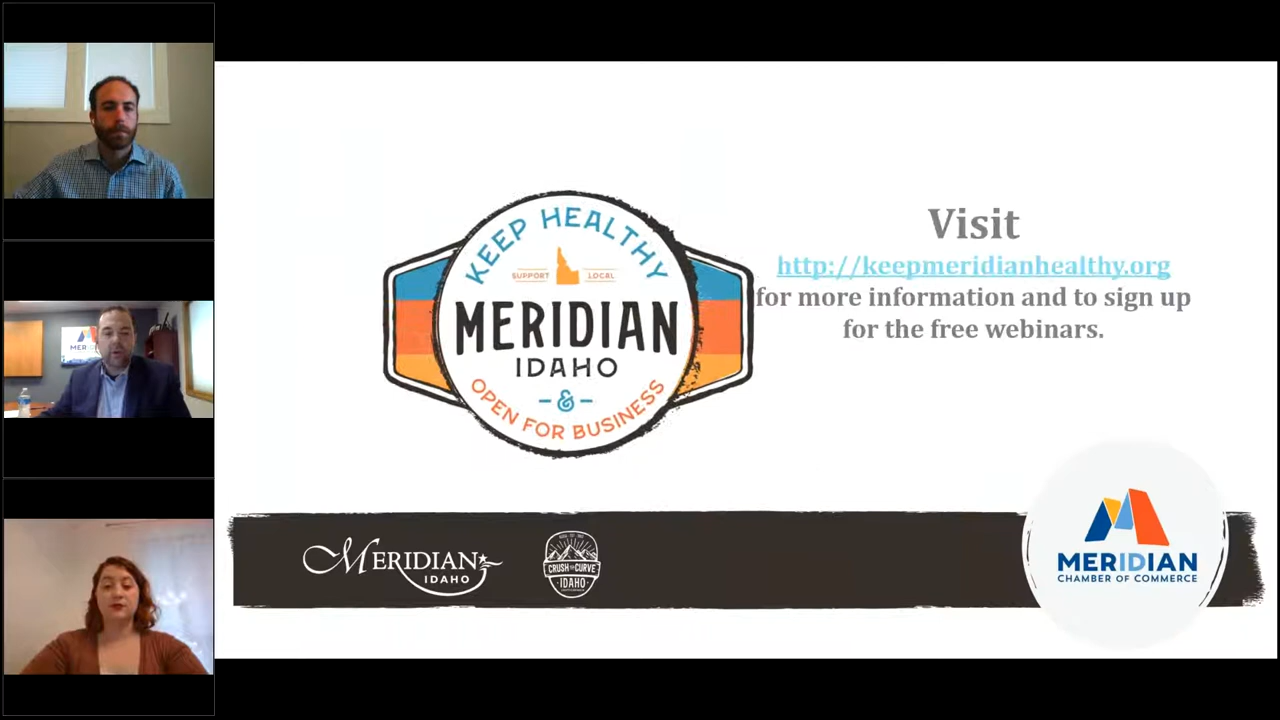 KEEP HEALTHY
SUPPORT LOCAL
MERIDIAN
IDAHO
&
OPEN FOR BUSINESS
Visit
http://keepmeridianhealthy.org
for more information and to sign up
for the free webinars.
MERIDIAN
IDAHO
CRUSH THE CURVE
IDAHO
MERIDIAN
CHAMBER OF COMMERCE